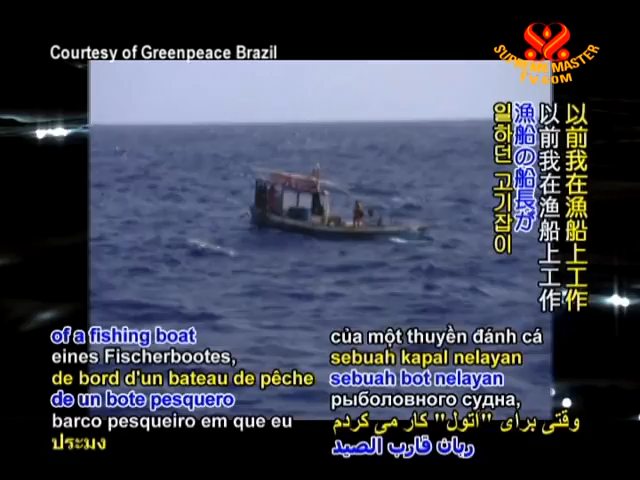 Courtesy of Greenpeace Brazil
SUPREME MASTER
TV.COM
以前我在漁船上工作
以前我在漁船上工作
漁船の船長が
일하던 고기잡이
of a fishing boat
eines Fischerbootes,
de bord d'un bateau de pêche
de un bote pesquero
barco pesqueiro em que eu
ประมง
của một thuyền đánh cá
sebuah kapal nelayan
sebuah bot nelayan
рыболовного судна,
وقتی برای "آتول" کار می کردم
ربان قارب الصيد